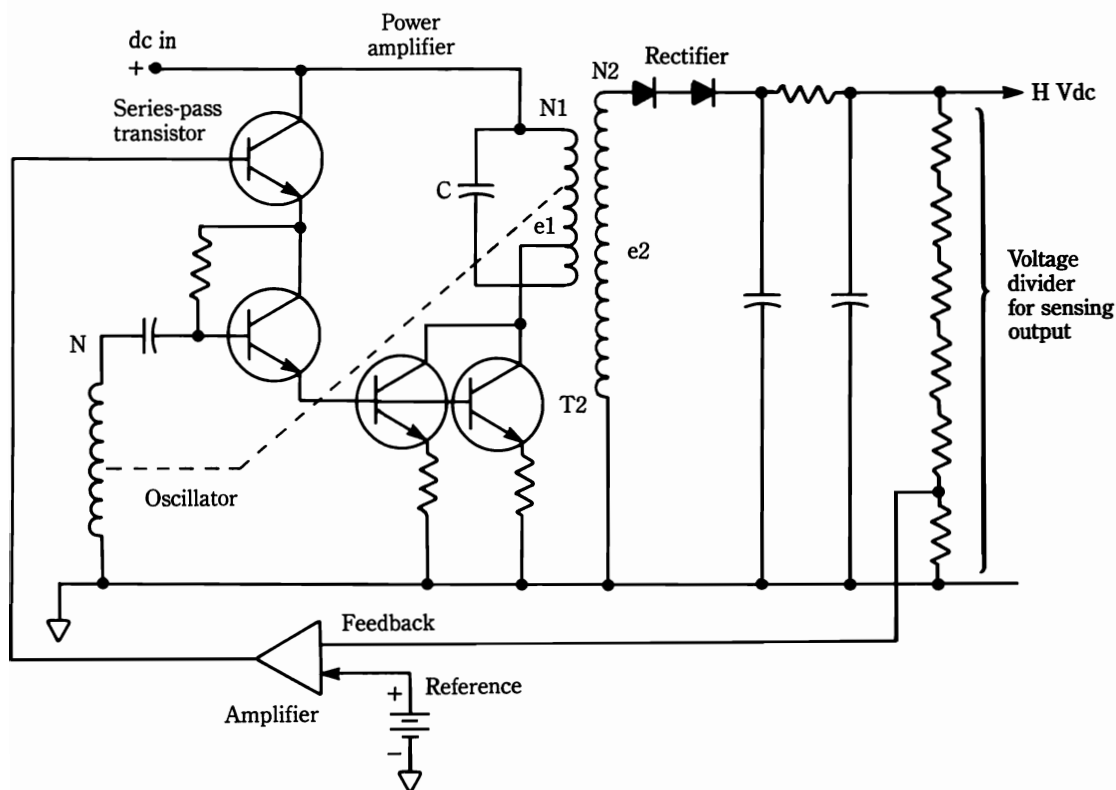 Power
amplifier
dc in
+
Rectifier
N2
H Vdc
Series-pass
transistor
N1
C
e1
e2
Voltage
divider
for sensing
output
N
T2
Oscillator
Feedback
+
Reference
Amplifier
−